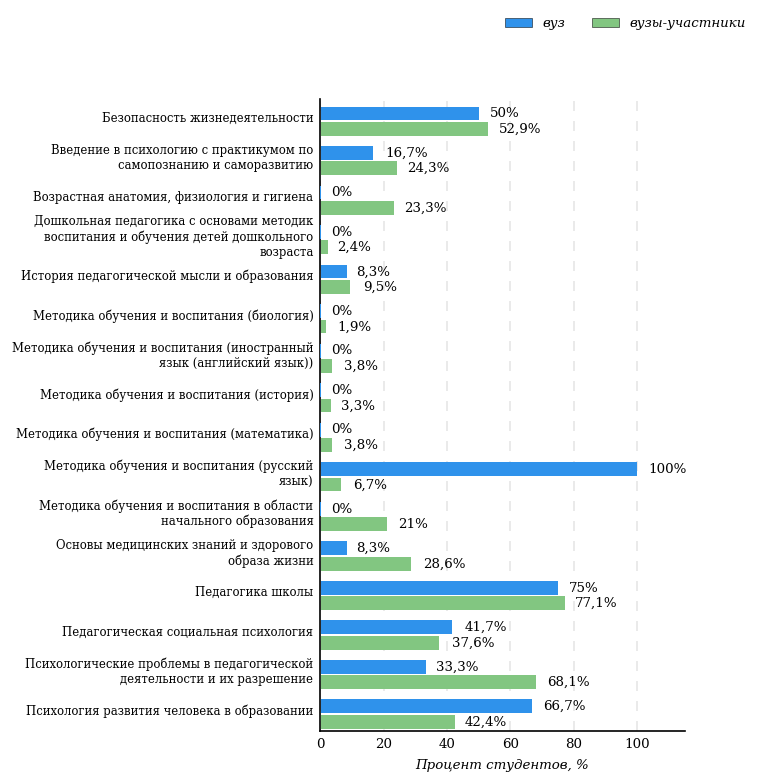 вуз вузы-участники
Безопасность жизнедеятельности
50%
52,9%
Введение в психологию с практикумом по
самопознанию и саморазвитию
16,7%
24,3%
Возрастная анатомия, физиология и гигиена
0%
23,3%
Дошкольная педагогика с основами методик
воспитания и обучения детей дошкольного
возраста
0%
2,4%
История педагогической мысли и образования
8,3%
9,5%
Методика обучения и воспитания (биология)
0%
1,9%
Методика обучения и воспитания (иностранный
язык (английский язык))
0%
3,8%
Методика обучения и воспитания (история)
0%
3,3%
Методика обучения и воспитания (математика)
0%
3,8%
Методика обучения и воспитания (русский
язык)
100%
6,7%
Методика обучения и воспитания в области
начального образования
0%
21%
Основы медицинских знаний и здорового
образа жизни
8,3%
28,6%
Педагогика школы
75%
77,1%
Педагогическая социальная психология
41,7%
37,6%
Психологические проблемы в педагогической
деятельности и их разрешение
33,3%
68,1%
Психология развития человека в образовании
66,7%
42,4%
0 20 40 60 80 100
Процент студентов, %